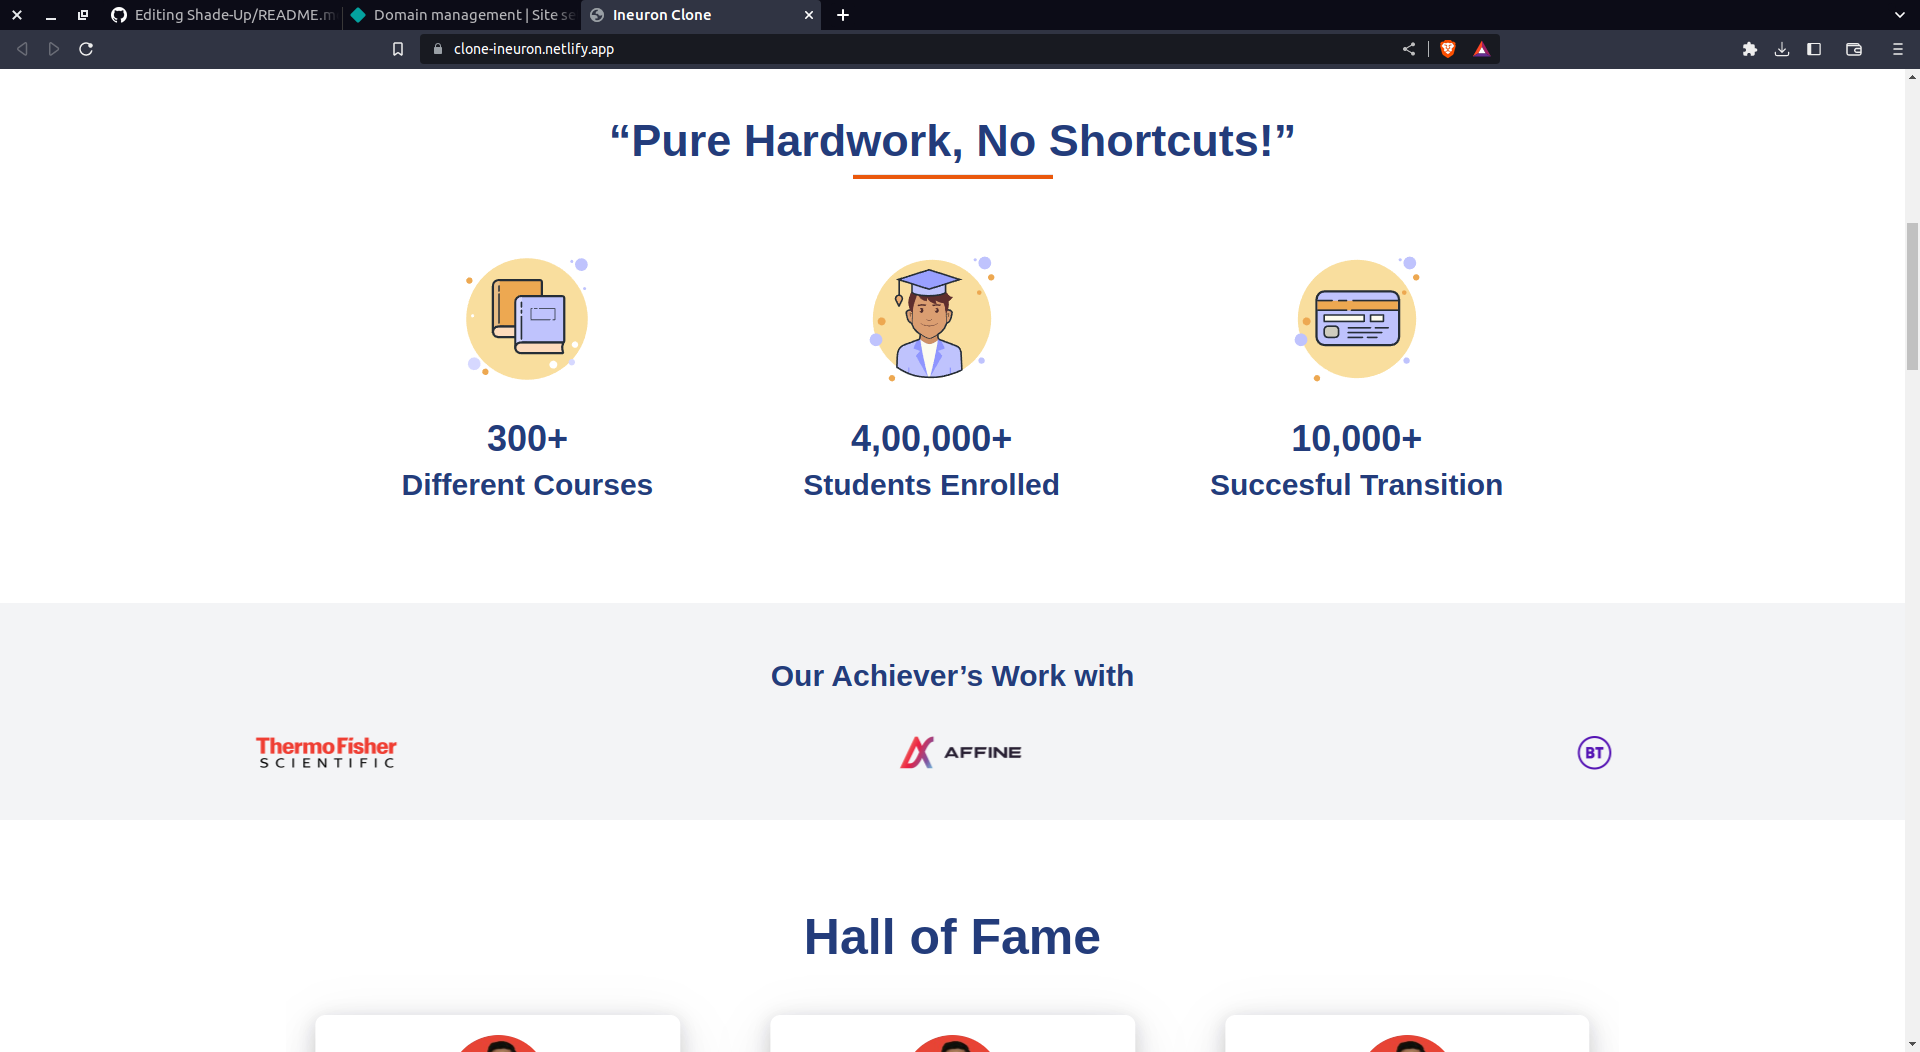 Editing Shade-Up/README.m
Domain management | Site se
Ineuron Clone
clone-ineuron.netlify.app
“Pure Hardwork, No Shortcuts!”
300+
4,00,000+
10,000+
Different Courses
Students Enrolled
Succesful Transition
Our Achiever’s Work with
ThermoFisher
SCIENTIFIC
AFFINE
BT
Hall of Fame